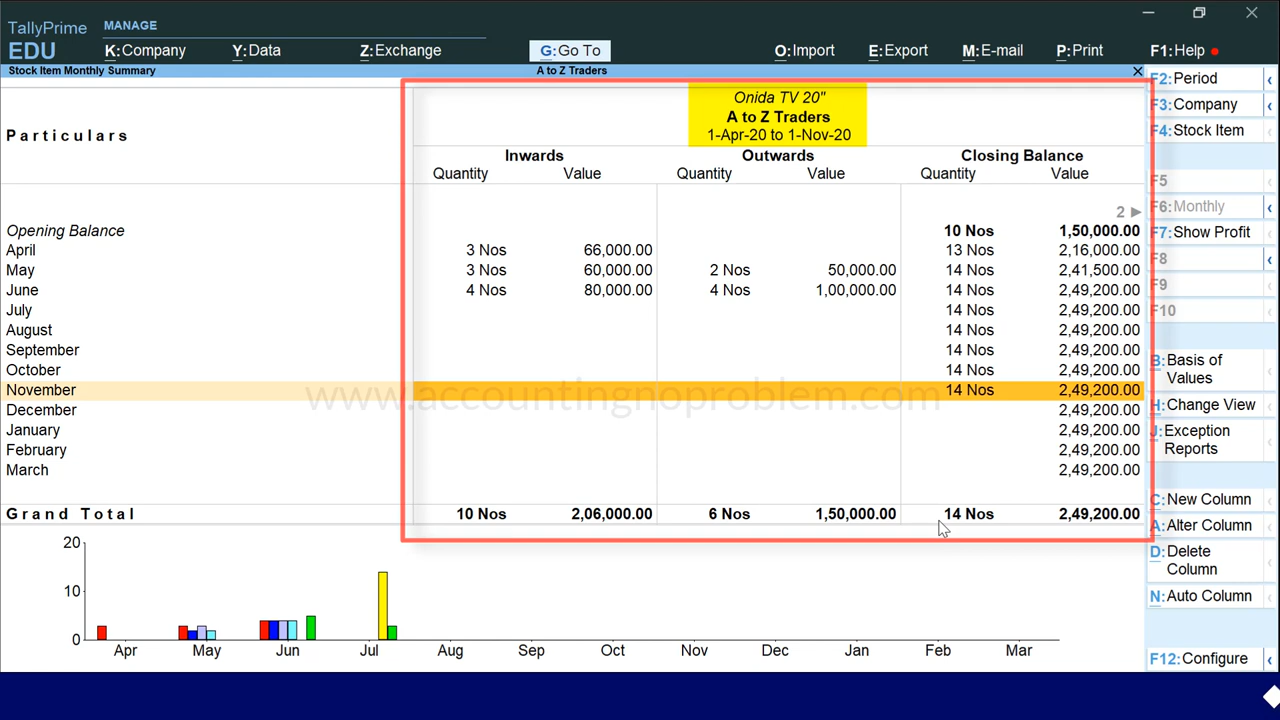 TallyPrime MANAGE
EDU K:Company Y:Data Z:Exchange G:Go To O:Import E:Export M:E-mail P:Print F1:Help
Stock Item Monthly Summary A to Z Traders
Onida TV 20"
Particulars A to Z Traders
1-Apr-20 to 1-Nov-20
Inwards Outwards Closing Balance
Quantity Value Quantity Value Quantity Value
2
Opening Balance 10 Nos 1,50,000.00
April 3 Nos 66,000.00 13 Nos 2,16,000.00
May 3 Nos 60,000.00 2 Nos 50,000.00 14 Nos 2,41,500.00
June 4 Nos 80,000.00 4 Nos 1,00,000.00 14 Nos 2,49,200.00
July 14 Nos 2,49,200.00
August 14 Nos 2,49,200.00
September 14 Nos 2,49,200.00
October 14 Nos 2,49,200.00
November 14 Nos 2,49,200.00
www.accountingnoproblem.com
December 2,49,200.00
January 2,49,200.00
February 2,49,200.00
March 2,49,200.00
Grand Total 10 Nos 2,06,000.00 6 Nos 1,50,000.00 14 Nos 2,49,200.00
20
10
0
Apr May Jun Jul Aug Sep Oct Nov Dec Jan Feb Mar
F2:Period
F3:Company
F4:Stock Item
F5
F6:Monthly
F7:Show Profit
F8
F9
F10
B:Basis of
Values
H:Change View
J:Exception
Reports
C:New Column
A:Alter Column
D:Delete
Column
N:Auto Column
F12:Configure